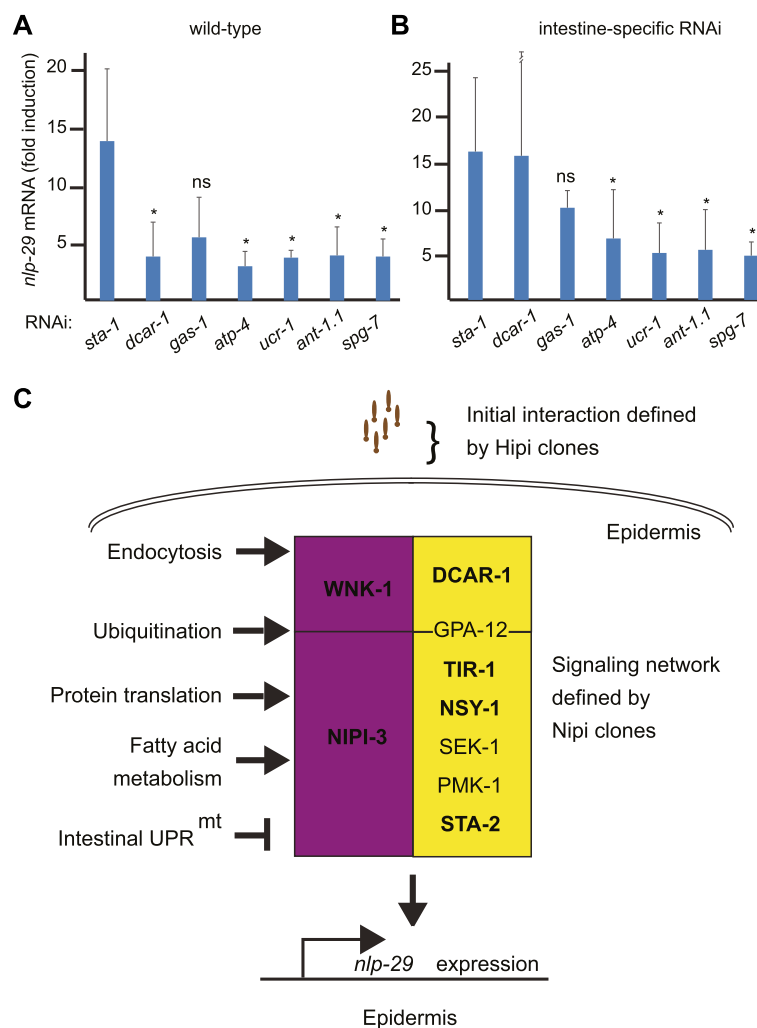 A
wild-type
nlp-29 mRNA (fold induction)
20
15
10
5
*
ns
*
*
*
*
RNAi:
sta-1
dcar-1
gas-1
atp-4
ucr-1
ant-1.1
spg-7
B
intestine-specific RNAi
25
20
15
10
5
ns
*
*
*
*
sta-1
dcar-1
gas-1
atp-4
ucr-1
ant-1.1
spg-7
C
}
Initial interaction defined
by Hipi clones
Epidermis
Endocytosis
Ubiquitination
Protein translation
Fatty acid
metabolism
Intestinal UPR mt
WNK-1
NIPI-3
DCAR-1
GPA-12
TIR-1
NSY-1
SEK-1
PMK-1
STA-2
Signaling network
defined by
Nipi clones
nlp-29 expression
Epidermis